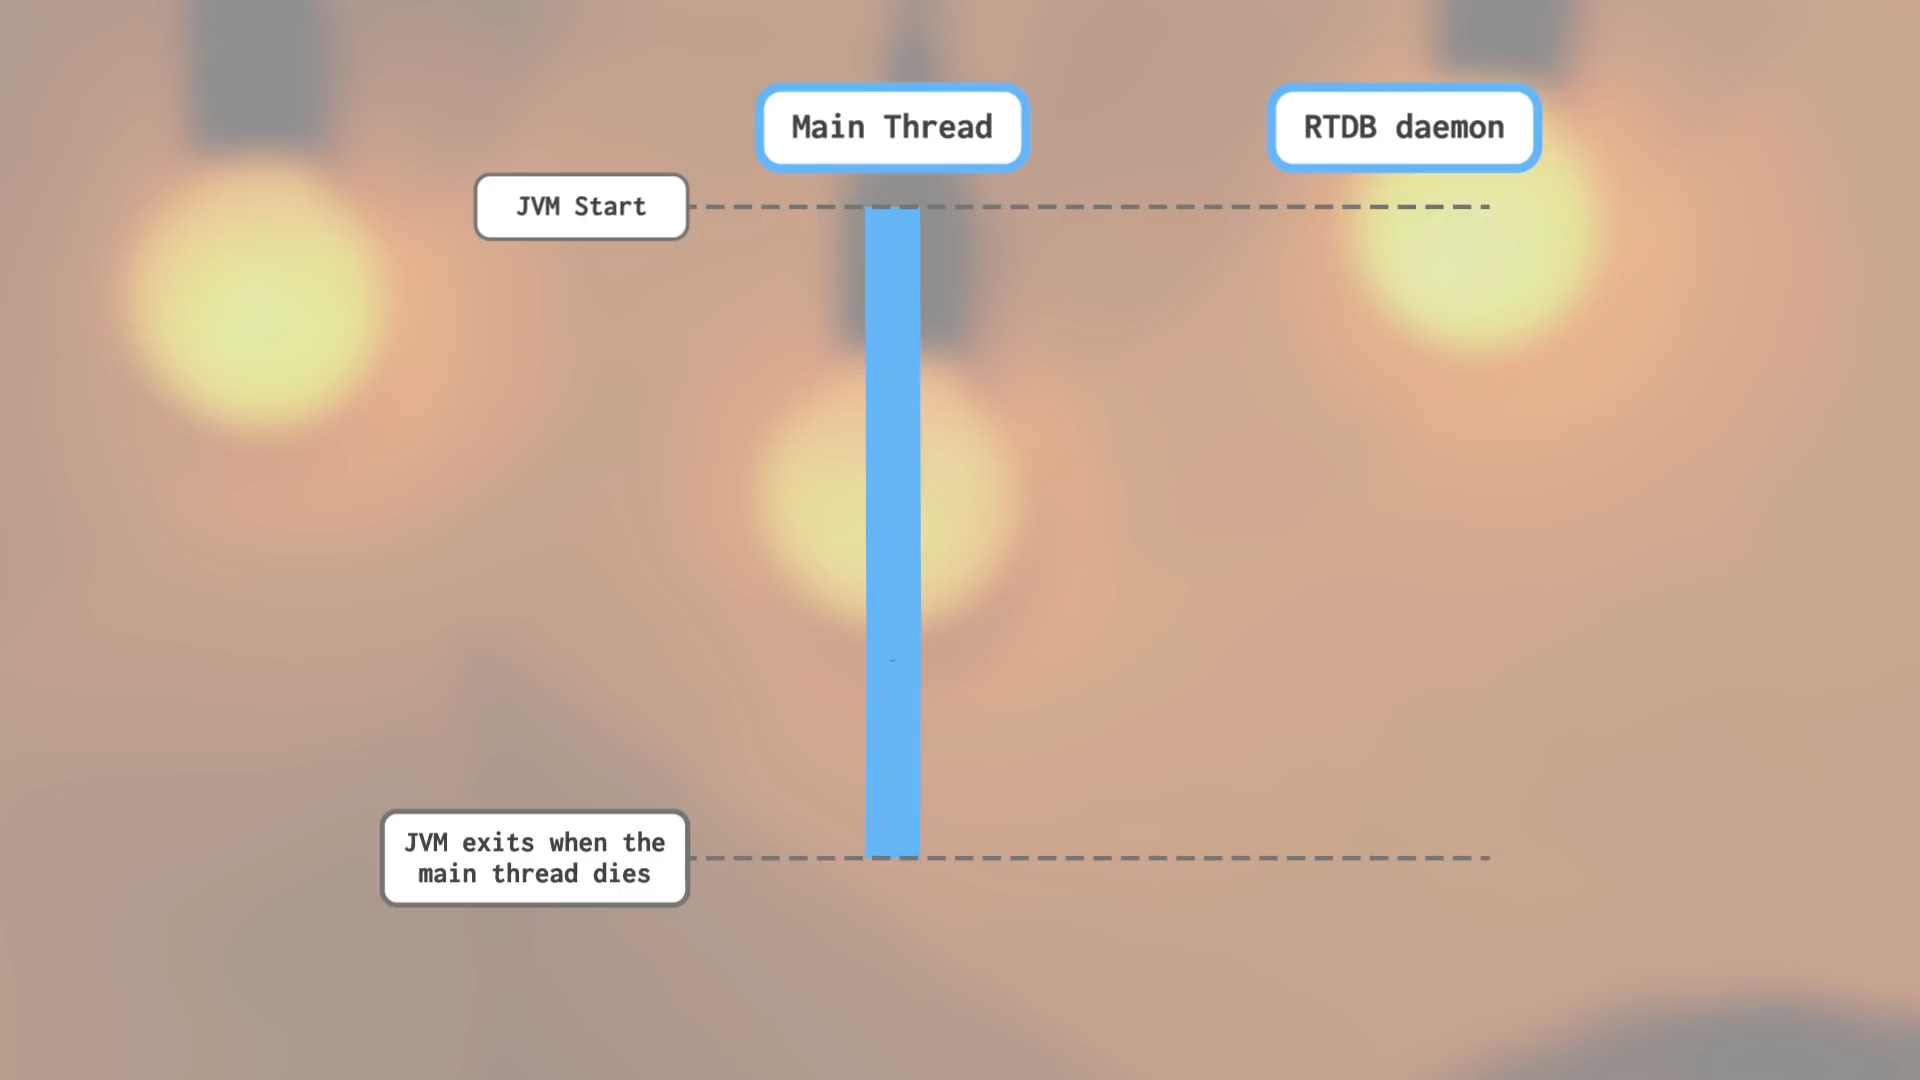 Main Thread
RTDB daemon
JVM Start
JVM exits when the
main thread dies